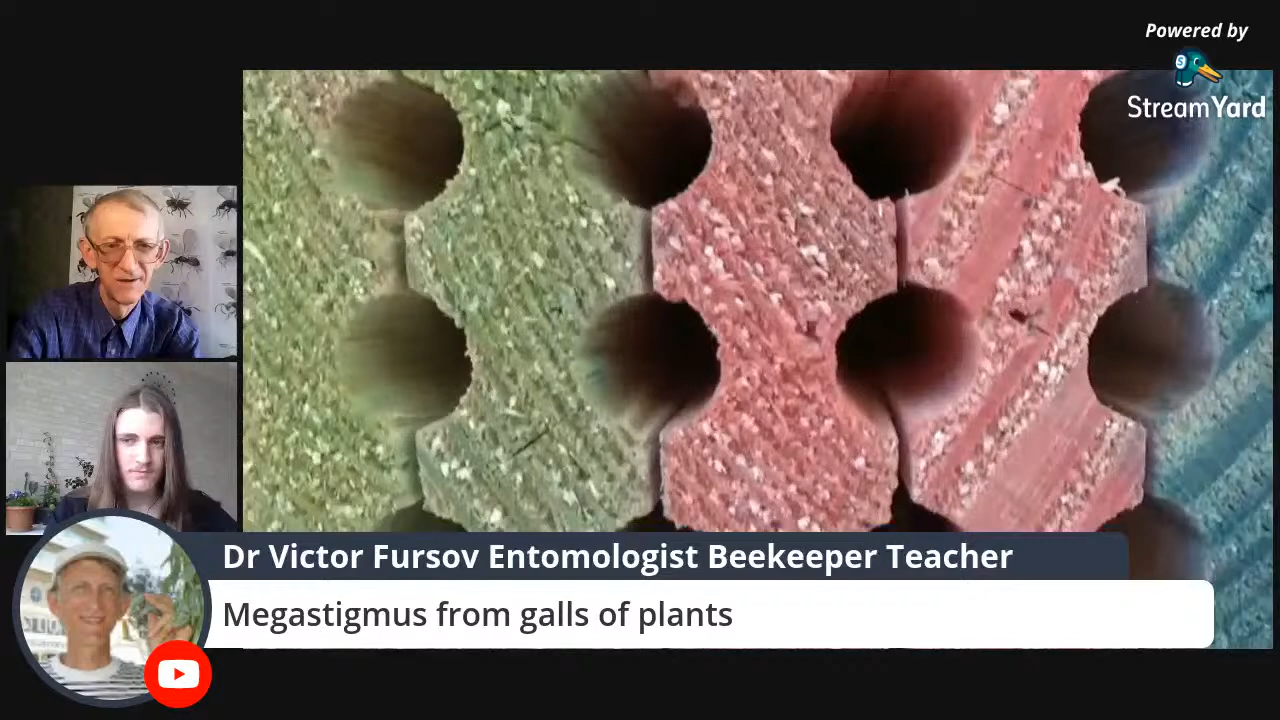 Powered by
StreamYard
Dr Victor Fursov Entomologist Beekeeper Teacher
Megastigmus from galls of plants